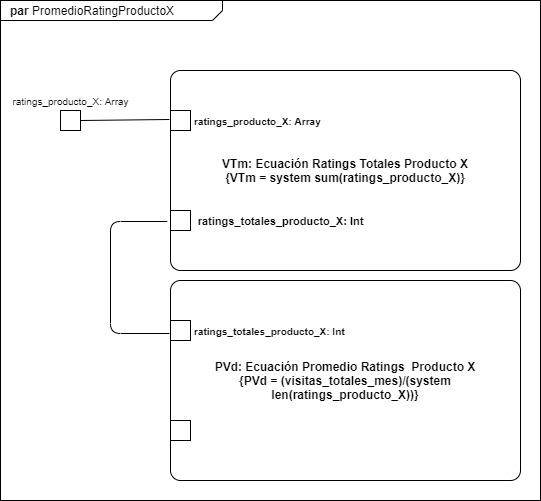 par PromedioRatingProductoX
ratings_producto_X: Array
ratings_producto_X: Array
VTm: Ecuación Ratings Totales Producto X
{VTm = system sum(ratings_producto_X)}
ratings_totales_producto_X: Int
ratings_totales_producto_X: Int
PVd: Ecuación Promedio Ratings Producto X
{PVd = (visitas_totales_mes)/(system
len(ratings_producto_X))}